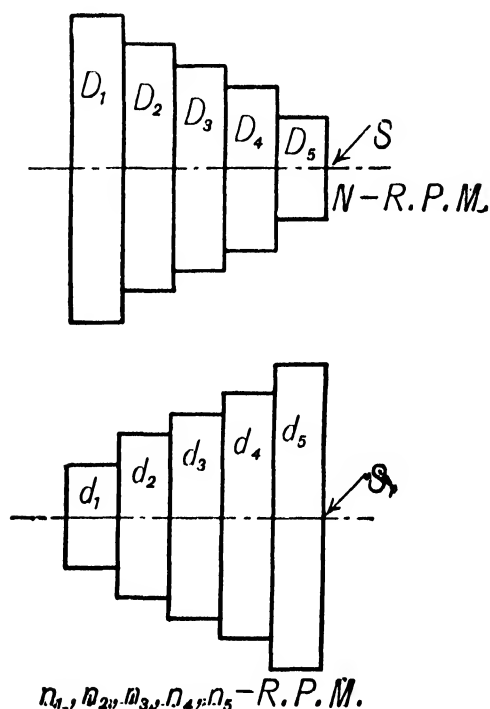 D₁ D₂ D₃ D₄ D₅
S
N-R.P.M.
d₁ d₂ d₃ d₄ d₅
S₁
n₁, n₂, n₃, n₄, n₅-R.P.M.